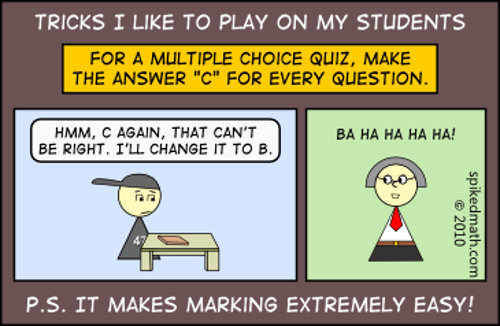 TRICKS I LIKE TO PLAY ON MY STUDENTS
FOR A MULTIPLE CHOICE QUIZ, MAKE
THE ANSWER "C" FOR EVERY QUESTION.
HMM, C AGAIN, THAT CAN'T
BE RIGHT. I'LL CHANGE IT TO B.
47
BA HA HA HA HA!
spikedmath.com
© 2010
P.S. IT MAKES MARKING EXTREMELY EASY!